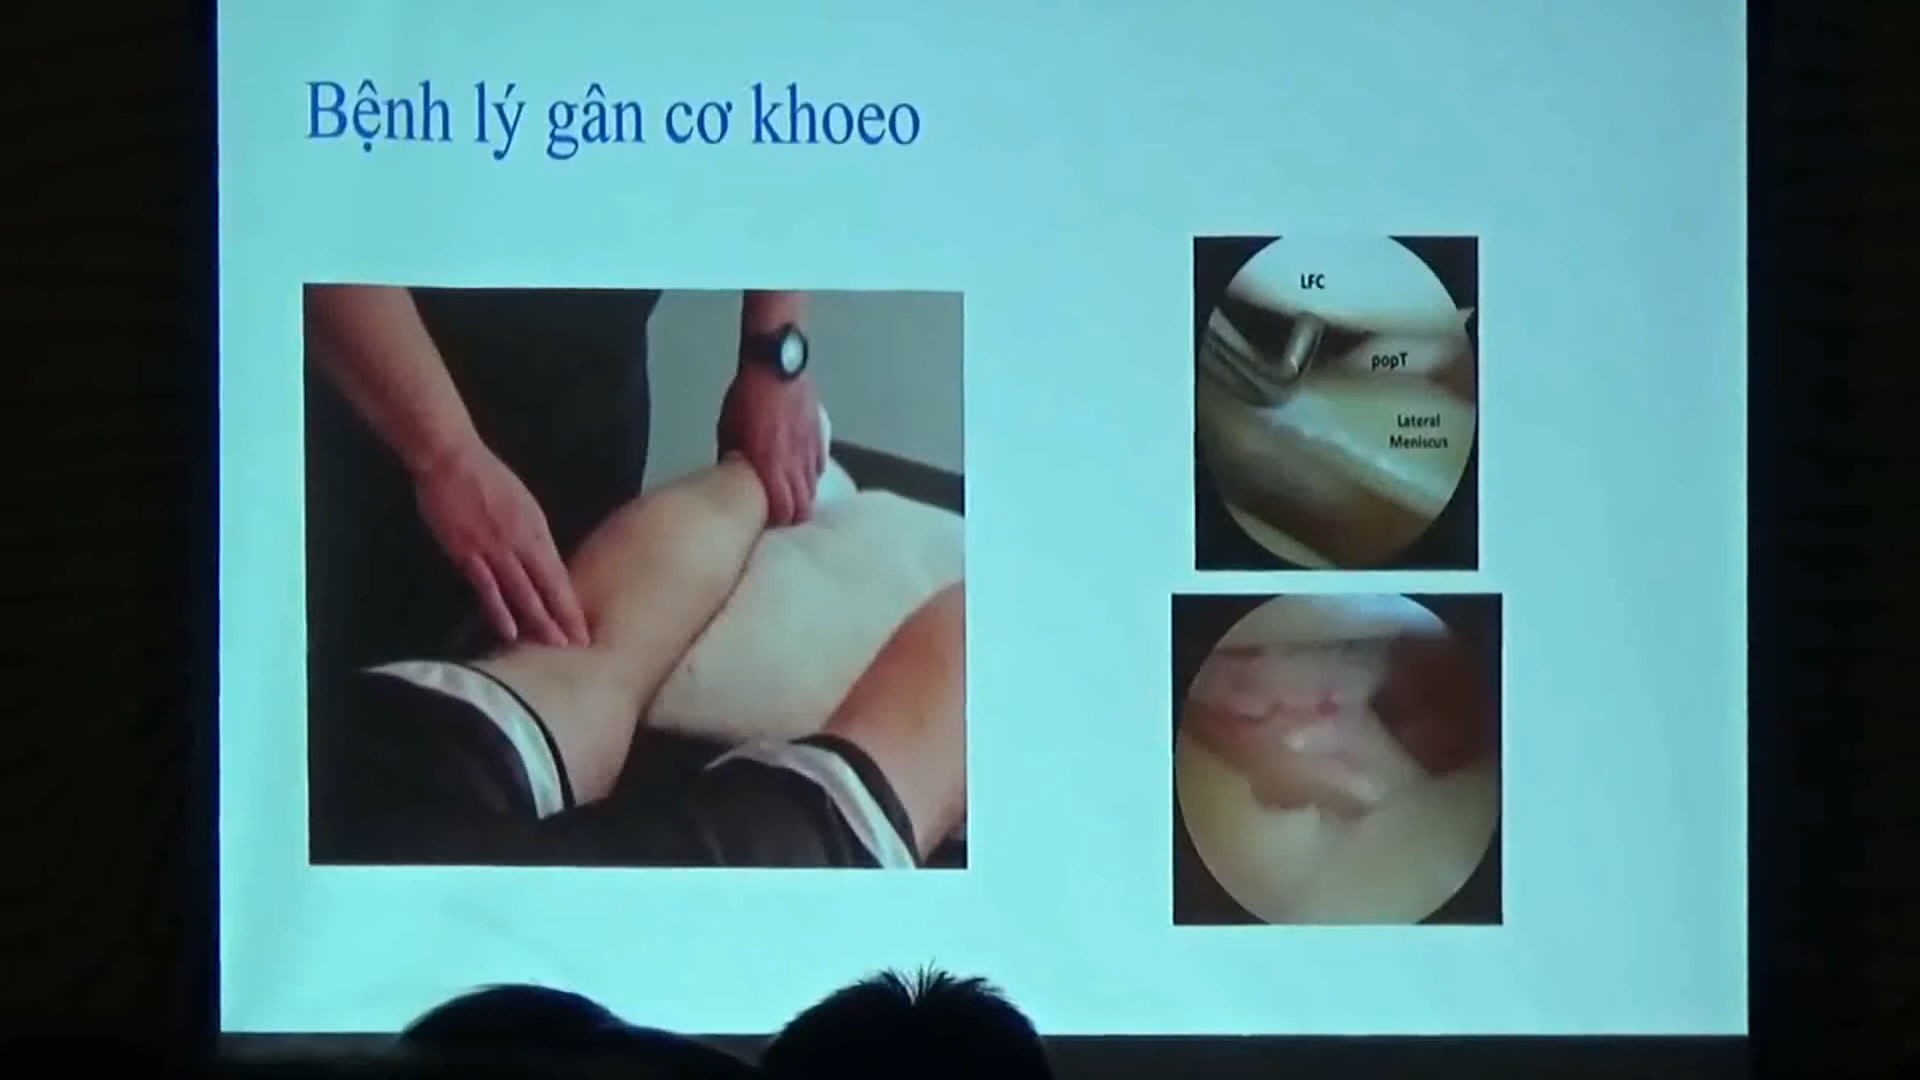 Bệnh lý gân cơ khoeo
LFC
popT
Lateral
Meniscus